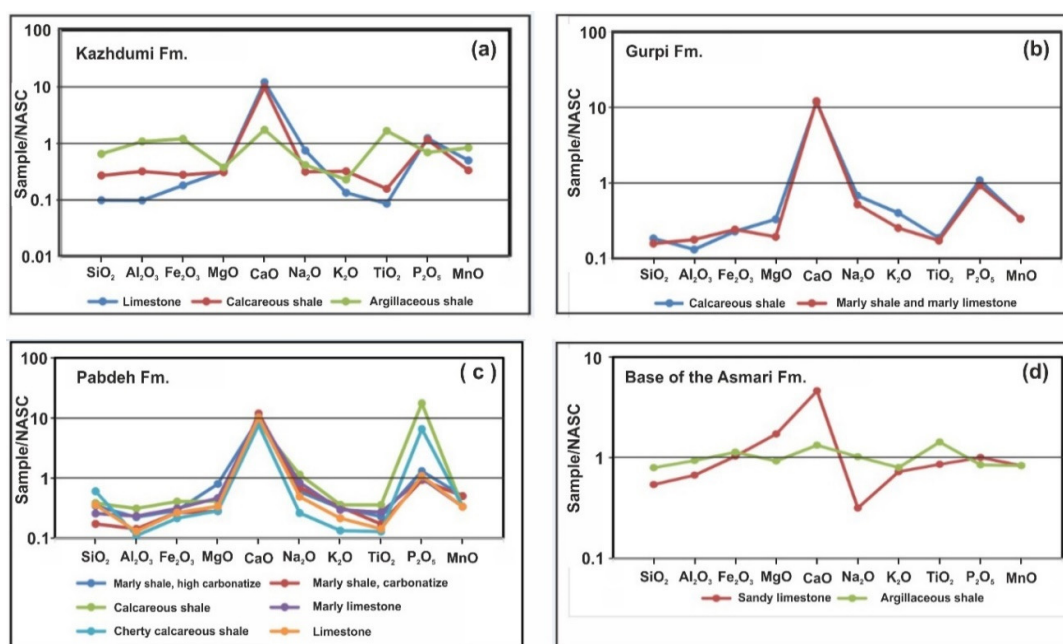 Kazhdumi Fm.
(a)
Sample/NASC
100
10
1
0.1
0.01
SiO₂ Al₂O₃ Fe₂O₃ MgO CaO Na₂O K₂O TiO₂ P₂O₅ MnO
Limestone Calcareous shale Argillaceous shale
Gurpi Fm.
(b)
Sample/NASC
100
10
1
0.1
SiO₂ Al₂O₃ Fe₂O₃ MgO CaO Na₂O K₂O TiO₂ P₂O₅ MnO
Calcareous shale Marly shale and marly limestone
Pabdeh Fm.
( c )
Sample/NASC
100
10
1
0.1
SiO₂ Al₂O₃ Fe₂O₃ MgO CaO Na₂O K₂O TiO₂ P₂O₅ MnO
Marly shale, high carbonatize Marly shale, carbonatize
Calcareous shale Marly limestone
Cherty calcareous shale Limestone
Base of the Asmari Fm.
(d)
Sample/NASC
10
1
0.1
SiO₂ Al₂O₃ Fe₂O₃ MgO CaO Na₂O K₂O TiO₂ P₂O₅ MnO
Sandy limestone Argillaceous shale